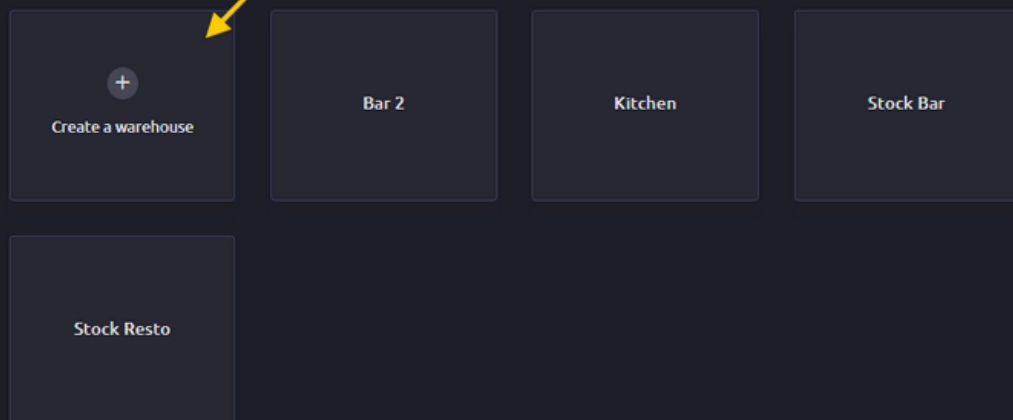 Create a warehouse
Bar 2
Kitchen
Stock Bar
Stock Resto